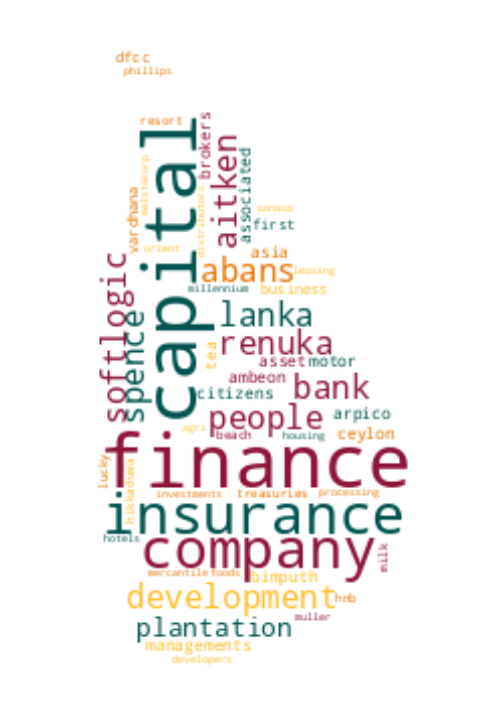 dfcc
phillips
resort
capital
brokers
aitken
associated
melstacorp
distributors
vardhana
sanasa
first
orient
asia
abans
leasing
softlogic
spence
millennium
business
lanka
tea
renuka
asset
motor
ambeon
bank
citizens
people
arpico
agri
beach
housing
ceylon
finance
lucky
hikkaduwa
investments
treasuries
processing
insurance
hotels
company
milk
mercantile
foods
bimputh
development
hnb
muller
plantation
managements
developers